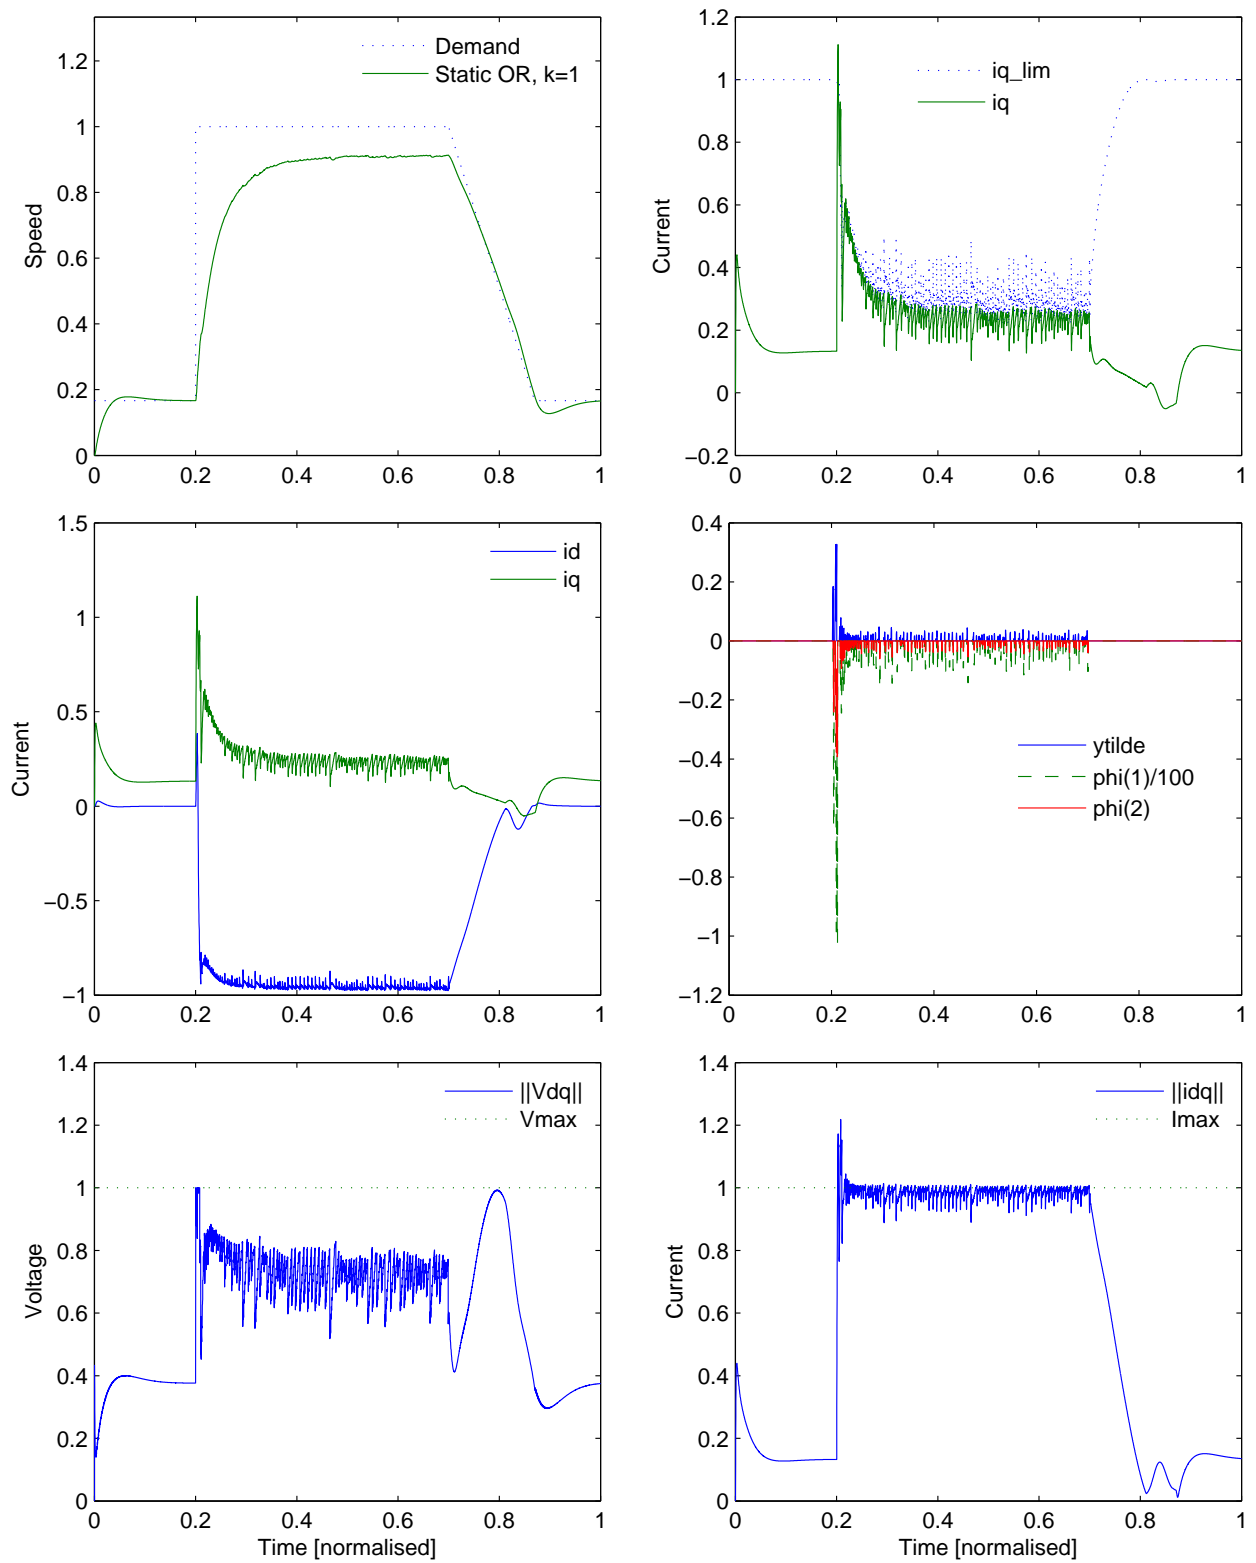 Demand
Static OR, k=1
1.2
1
0.8
0.6
0.4
0.2
0
Speed
0 0.2 0.4 0.6 0.8 1
iq_lim
iq
1.2
1
0.8
0.6
0.4
0.2
0
−0.2
Current
0 0.2 0.4 0.6 0.8 1
id
iq
1.5
1
0.5
0
−0.5
−1
Current
0 0.2 0.4 0.6 0.8 1
ytilde
phi(1)/100
phi(2)
0.4
0.2
0
−0.2
−0.4
−0.6
−0.8
−1
−1.2
0 0.2 0.4 0.6 0.8 1
||Vdq||
Vmax
1.4
1.2
1
0.8
0.6
0.4
0.2
0
Voltage
0 0.2 0.4 0.6 0.8 1
Time [normalised]
||idq||
Imax
1.4
1.2
1
0.8
0.6
0.4
0.2
0
Current
0 0.2 0.4 0.6 0.8 1
Time [normalised]